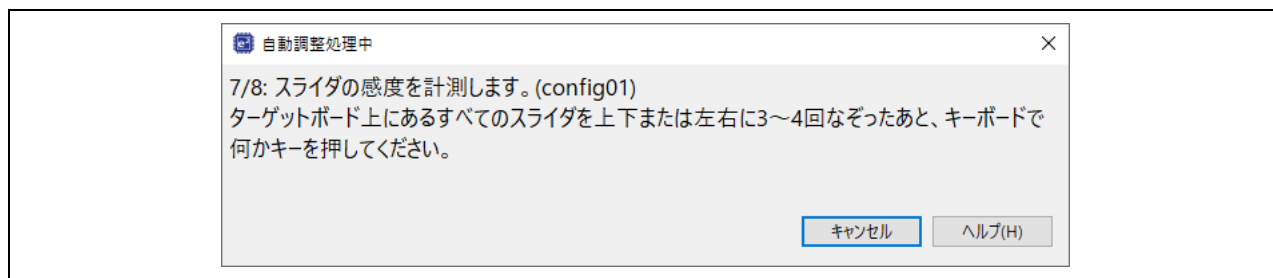 自動調整処理中
7/8: スライダの感度を計測します。(config01)
ターゲットボード上にあるすべてのスライダを上下または左右に3～4回なぞったあと、キーボードで
何かキーを押してください。
キャンセル ヘルプ(H)